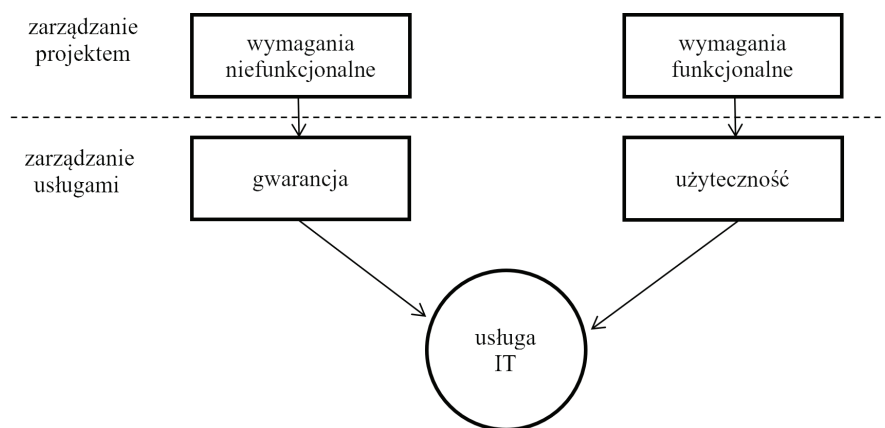 zarządzanie
projektem
wymagania
niefunkcjonalne
wymagania
funkcjonalne
zarządzanie
usługami
gwarancja
użyteczność
usługa
IT